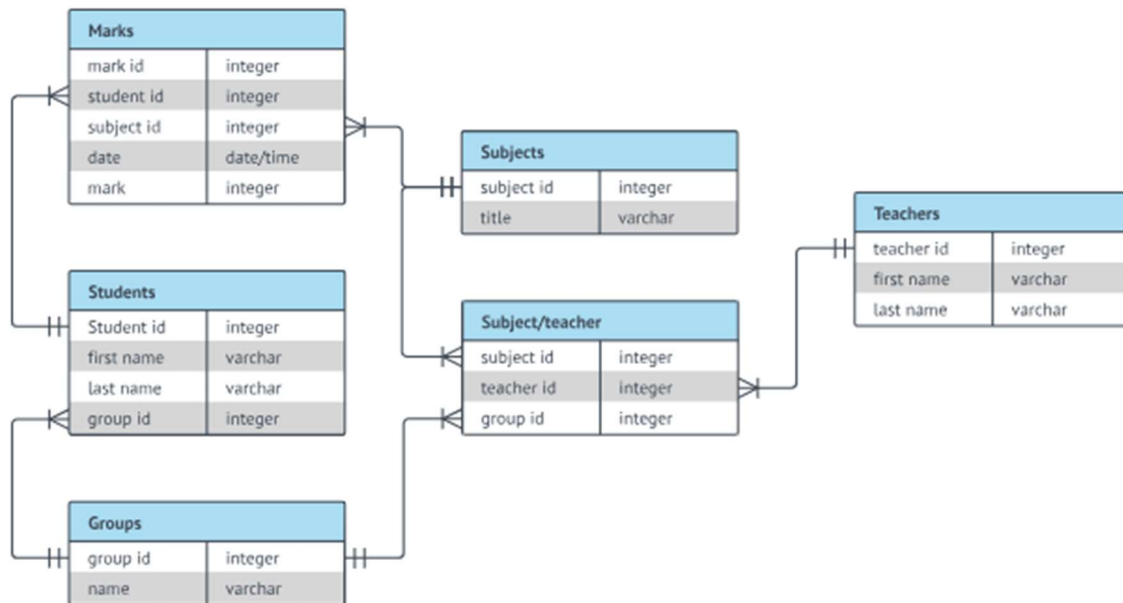 Marks
mark id integer
student id integer
subject id integer
date date/time
mark integer
Subjects
subject id integer
title varchar
Teachers
teacher id integer
first name varchar
last name varchar
Students
Student id integer
first name varchar
last name varchar
group id integer
Subject/teacher
subject id integer
teacher id integer
group id integer
Groups
group id integer
name varchar